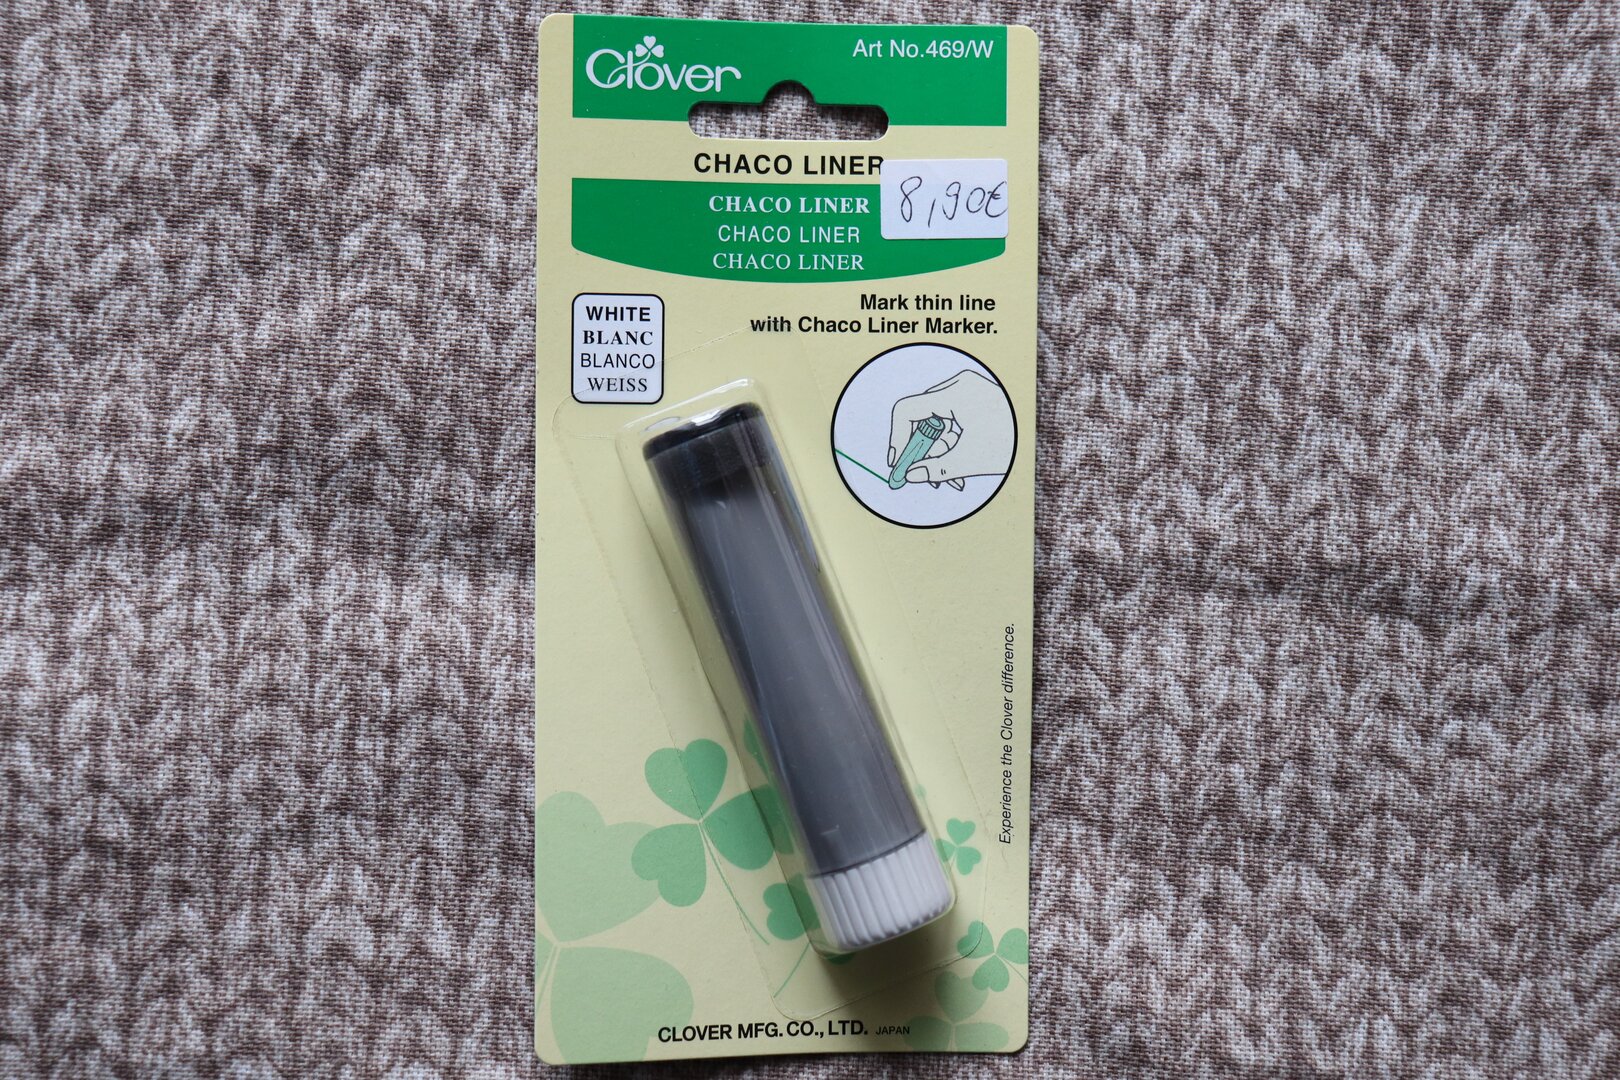 Clover
Art No.469/W
CHACO LINER
8,90€
CHACO LINER
CHACO LINER
CHACO LINER
WHITE
BLANC
BLANCO
WEISS
Mark thin line
with Chaco Liner Marker.
Experience the Clover difference.
CLOVER MFG. CO., LTD. JAPAN